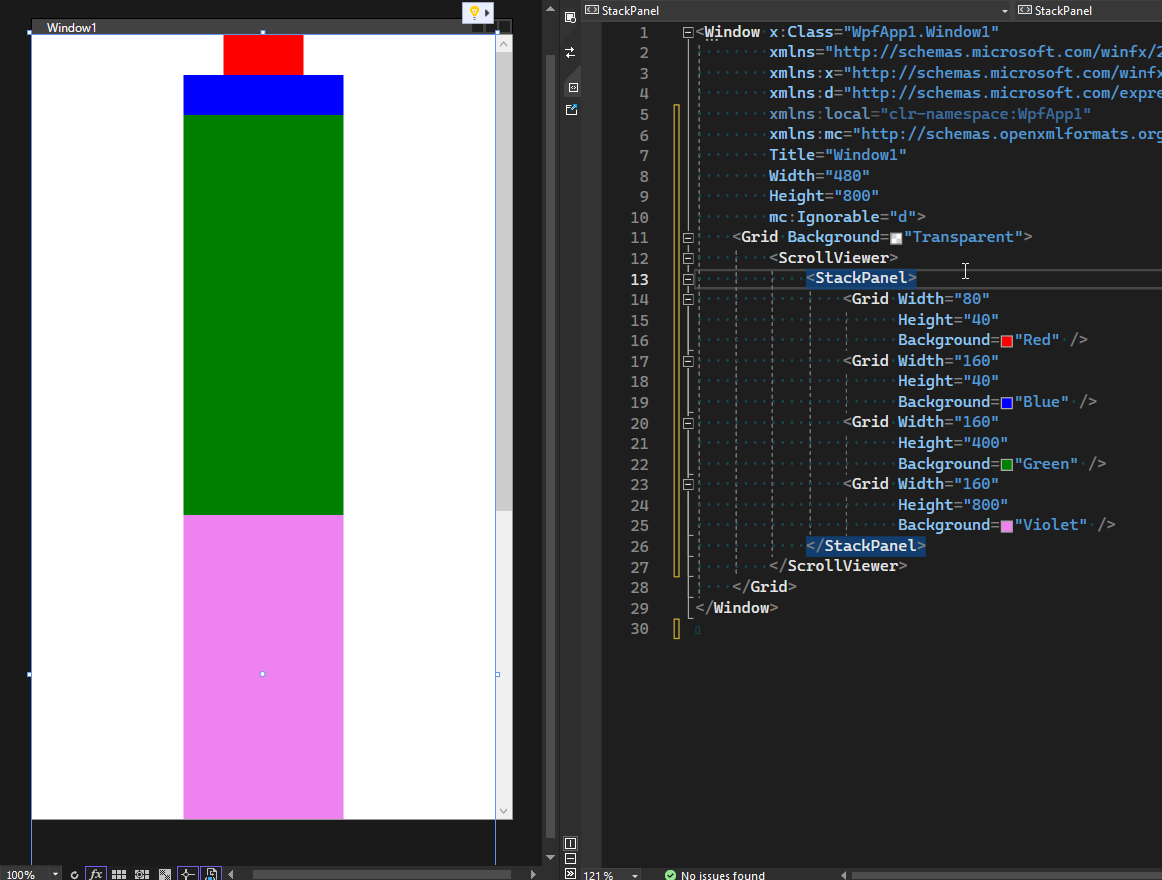 Window1
StackPanel
StackPanel
1 <Window x:Class="WpfApp1.Window1"
2 xmlns="http://schemas.microsoft.com/winfx/2
3 xmlns:x="http://schemas.microsoft.com/winfx
4 xmlns:d="http://schemas.microsoft.com/expre
5 xmlns:local="clr-namespace:WpfApp1"
6 xmlns:mc="http://schemas.openxmlformats.org
7 Title="Window1"
8 Width="480"
9 Height="800"
10 mc:Ignorable="d">
11 <Grid Background="Transparent">
12 <ScrollViewer>
13 <StackPanel>
14 <Grid Width="80"
15 Height="40"
16 Background="Red" />
17 <Grid Width="160"
18 Height="40"
19 Background="Blue" />
20 <Grid Width="160"
21 Height="400"
22 Background="Green" />
23 <Grid Width="160"
24 Height="800"
25 Background="Violet" />
26 </StackPanel>
27 </ScrollViewer>
28 </Grid>
29 </Window>
30
100% fx
121 % No issues found